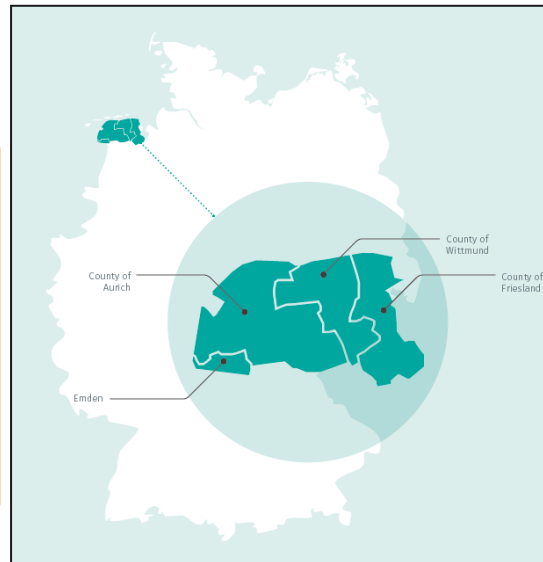 County of
Wittmund
County of
Aurich
County of
Friesland
Emden